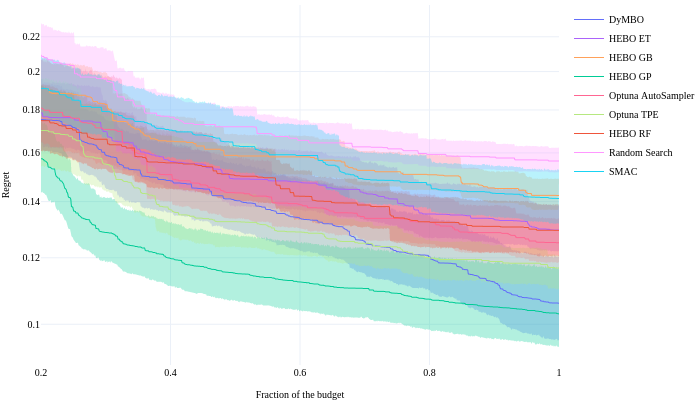 0.22
0.2
0.18
0.16
0.14
0.12
0.1
Regret
0.2 0.4 0.6 0.8 1
Fraction of the budget
DyMBO
HEBO ET
HEBO GB
HEBO GP
Optuna AutoSampler
Optuna TPE
HEBO RF
Random Search
SMAC